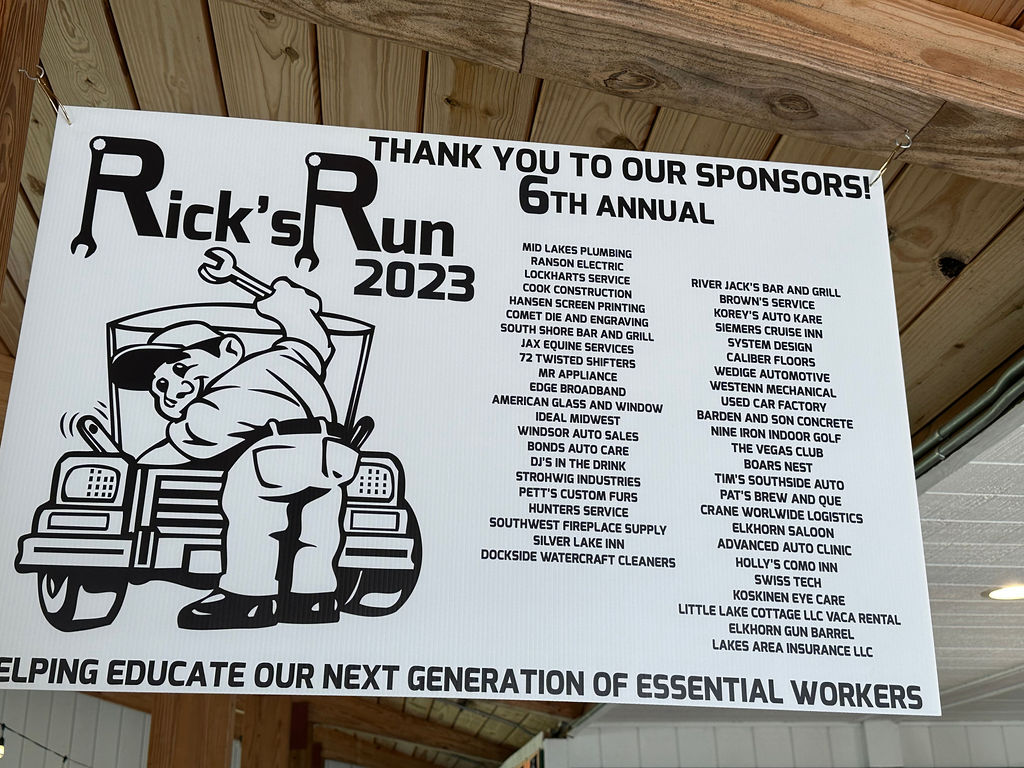 Rick's Run
2023
THANK YOU TO OUR SPONSORS!
6TH ANNUAL
MID LAKES PLUMBING
RANSON ELECTRIC
LOCKHARTS SERVICE
COOK CONSTRUCTION
HANSEN SCREEN PRINTING
COMET DIE AND ENGRAVING
SOUTH SHORE BAR AND GRILL
JAX EQUINE SERVICES
72 TWISTED SHIFTERS
MR APPLIANCE
EDGE BROADBAND
AMERICAN GLASS AND WINDOW
IDEAL MIDWEST
WINDSOR AUTO SALES
BONDS AUTO CARE
DJ'S IN THE DRINK
STROHWIG INDUSTRIES
PETT'S CUSTOM FURS
HUNTERS SERVICE
SOUTHWEST FIREPLACE SUPPLY
SILVER LAKE INN
DOCKSIDE WATERCRAFT CLEANERS
RIVER JACK'S BAR AND GRILL
BROWN'S SERVICE
KOREY'S AUTO KARE
SIEMERS CRUISE INN
SYSTEM DESIGN
CALIBER FLOORS
WEDIGE AUTOMOTIVE
WESTENN MECHANICAL
USED CAR FACTORY
BARDEN AND SON CONCRETE
NINE IRON INDOOR GOLF
THE VEGAS CLUB
BOARS NEST
TIM'S SOUTHSIDE AUTO
PAT'S BREW AND QUE
CRANE WORLWIDE LOGISTICS
ELKHORN SALOON
ADVANCED AUTO CLINIC
HOLLY'S COMO INN
SWISS TECH
KOSKINEN EYE CARE
LITTLE LAKE COTTAGE LLC VACA RENTAL
ELKHORN GUN BARREL
LAKES AREA INSURANCE LLC
ELPING EDUCATE OUR NEXT GENERATION OF ESSENTIAL WORKERS